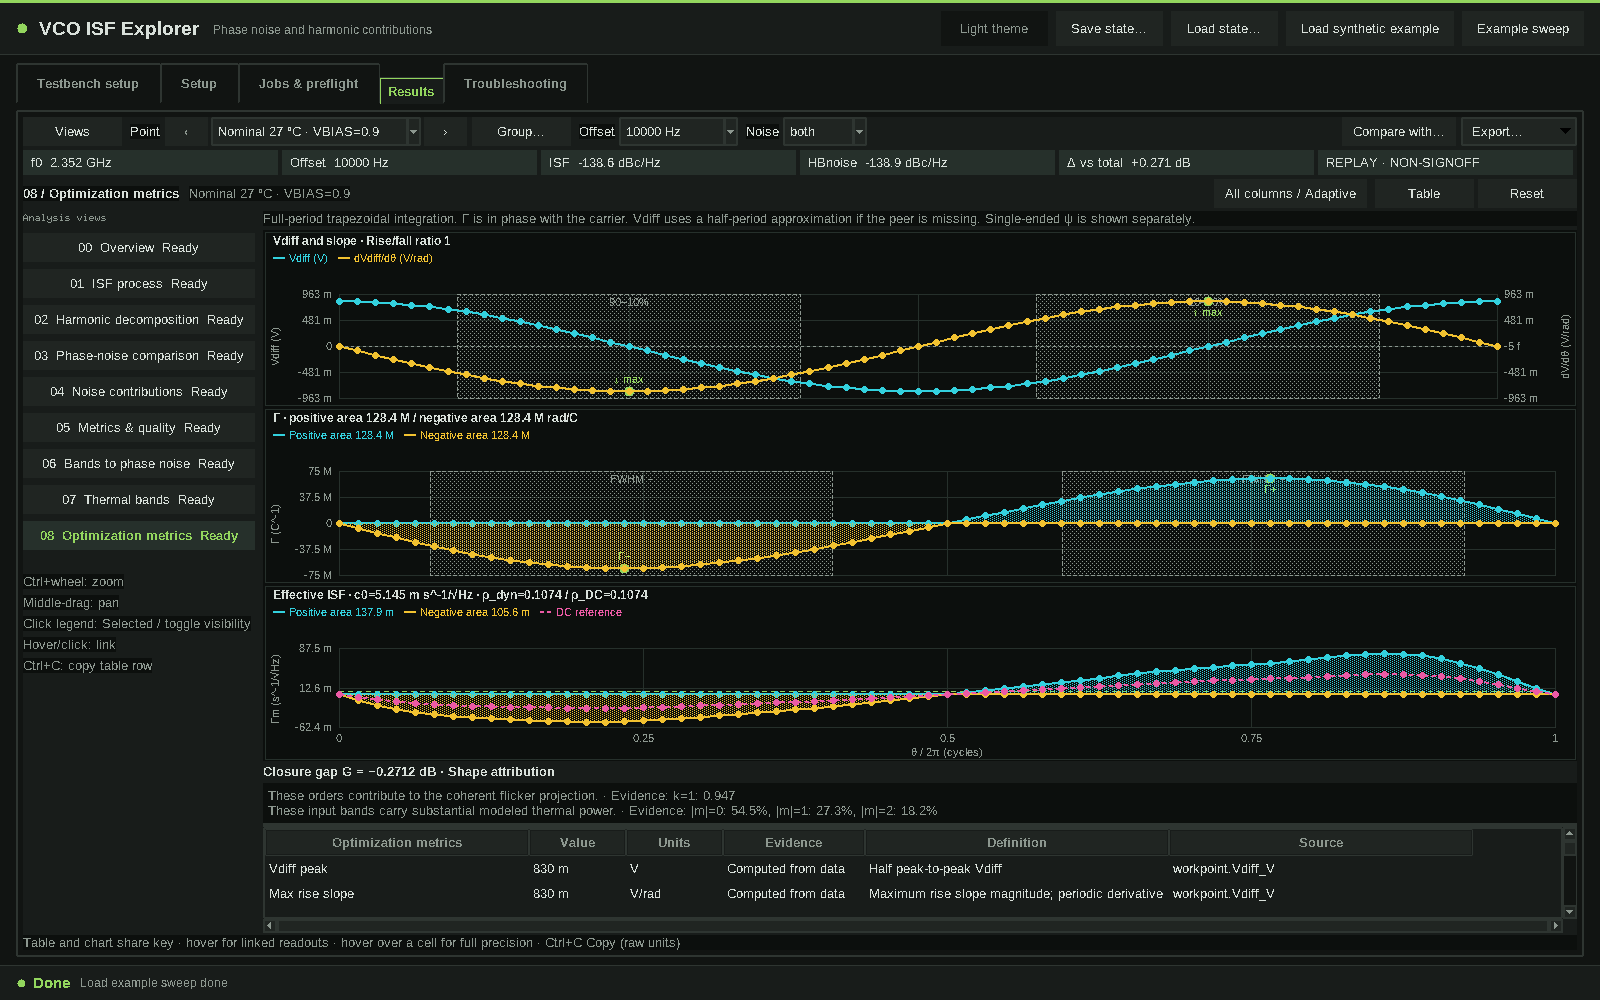 VCO ISF Explorer Phase noise and harmonic contributions Light theme Save state... Load state... Load synthetic example Example sweep
Testbench setup Setup Jobs & preflight Results Troubleshooting
Views Point ‹ Nominal 27 °C · VBIAS=0.9 › Group... Offset 10000 Hz Noise both Compare with... Export...
f0 2.352 GHz Offset 10000 Hz ISF -138.6 dBc/Hz HBnoise -138.9 dBc/Hz Δ vs total +0.271 dB REPLAY · NON-SIGNOFF
08 / Optimization metrics Nominal 27 °C · VBIAS=0.9 All columns / Adaptive Table Reset
Analysis views
00 Overview Ready
01 ISF process Ready
02 Harmonic decomposition Ready
03 Phase-noise comparison Ready
04 Noise contributions Ready
05 Metrics & quality Ready
06 Bands to phase noise Ready
07 Thermal bands Ready
08 Optimization metrics Ready
Ctrl+wheel: zoom
Middle-drag: pan
Click legend: Selected / toggle visibility
Hover/click: link
Ctrl+C: copy table row
Full-period trapezoidal integration. Γ is in phase with the carrier. Vdiff uses a half-period approximation if the peer is missing. Single-ended ψ is shown separately.
Vdiff and slope · Rise/fall ratio 1
Vdiff (V) dVdiff/dθ (V/rad)
963 m
481 m
0
-481 m
-963 m
Vdiff (V)
90–10%
↓ max
↑ max
963 m
481 m
-5 f
-481 m
-963 m
dV/dθ (V/rad)
Γ · positive area 128.4 M / negative area 128.4 M rad/C
Positive area 128.4 M Negative area 128.4 M
75 M
37.5 M
0
-37.5 M
-75 M
Γ (C^-1)
FWHM -
Γ-
Γ+
Effective ISF · c0=5.145 m s^-1/√Hz · ρ_dyn=0.1074 / ρ_DC=0.1074
Positive area 137.9 m Negative area 105.6 m DC reference
87.5 m
12.6 m
-62.4 m
Γm (s^-1/√Hz)
0 0.25 0.5 0.75 1
θ / 2π (cycles)
Closure gap G = −0.2712 dB · Shape attribution
These orders contribute to the coherent flicker projection. · Evidence: k=1: 0.947
These input bands carry substantial modeled thermal power. · Evidence: |m|=0: 54.5%, |m|=1: 27.3%, |m|=2: 18.2%
Optimization metrics Value Units Evidence Definition Source
Vdiff peak 830 m V Computed from data Half peak-to-peak Vdiff workpoint.Vdiff_V
Max rise slope 830 m V/rad Computed from data Maximum rise slope magnitude; periodic derivative workpoint.Vdiff_V
Table and chart share key · hover for linked readouts · hover over a cell for full precision · Ctrl+C Copy (raw units)
Done Load example sweep done